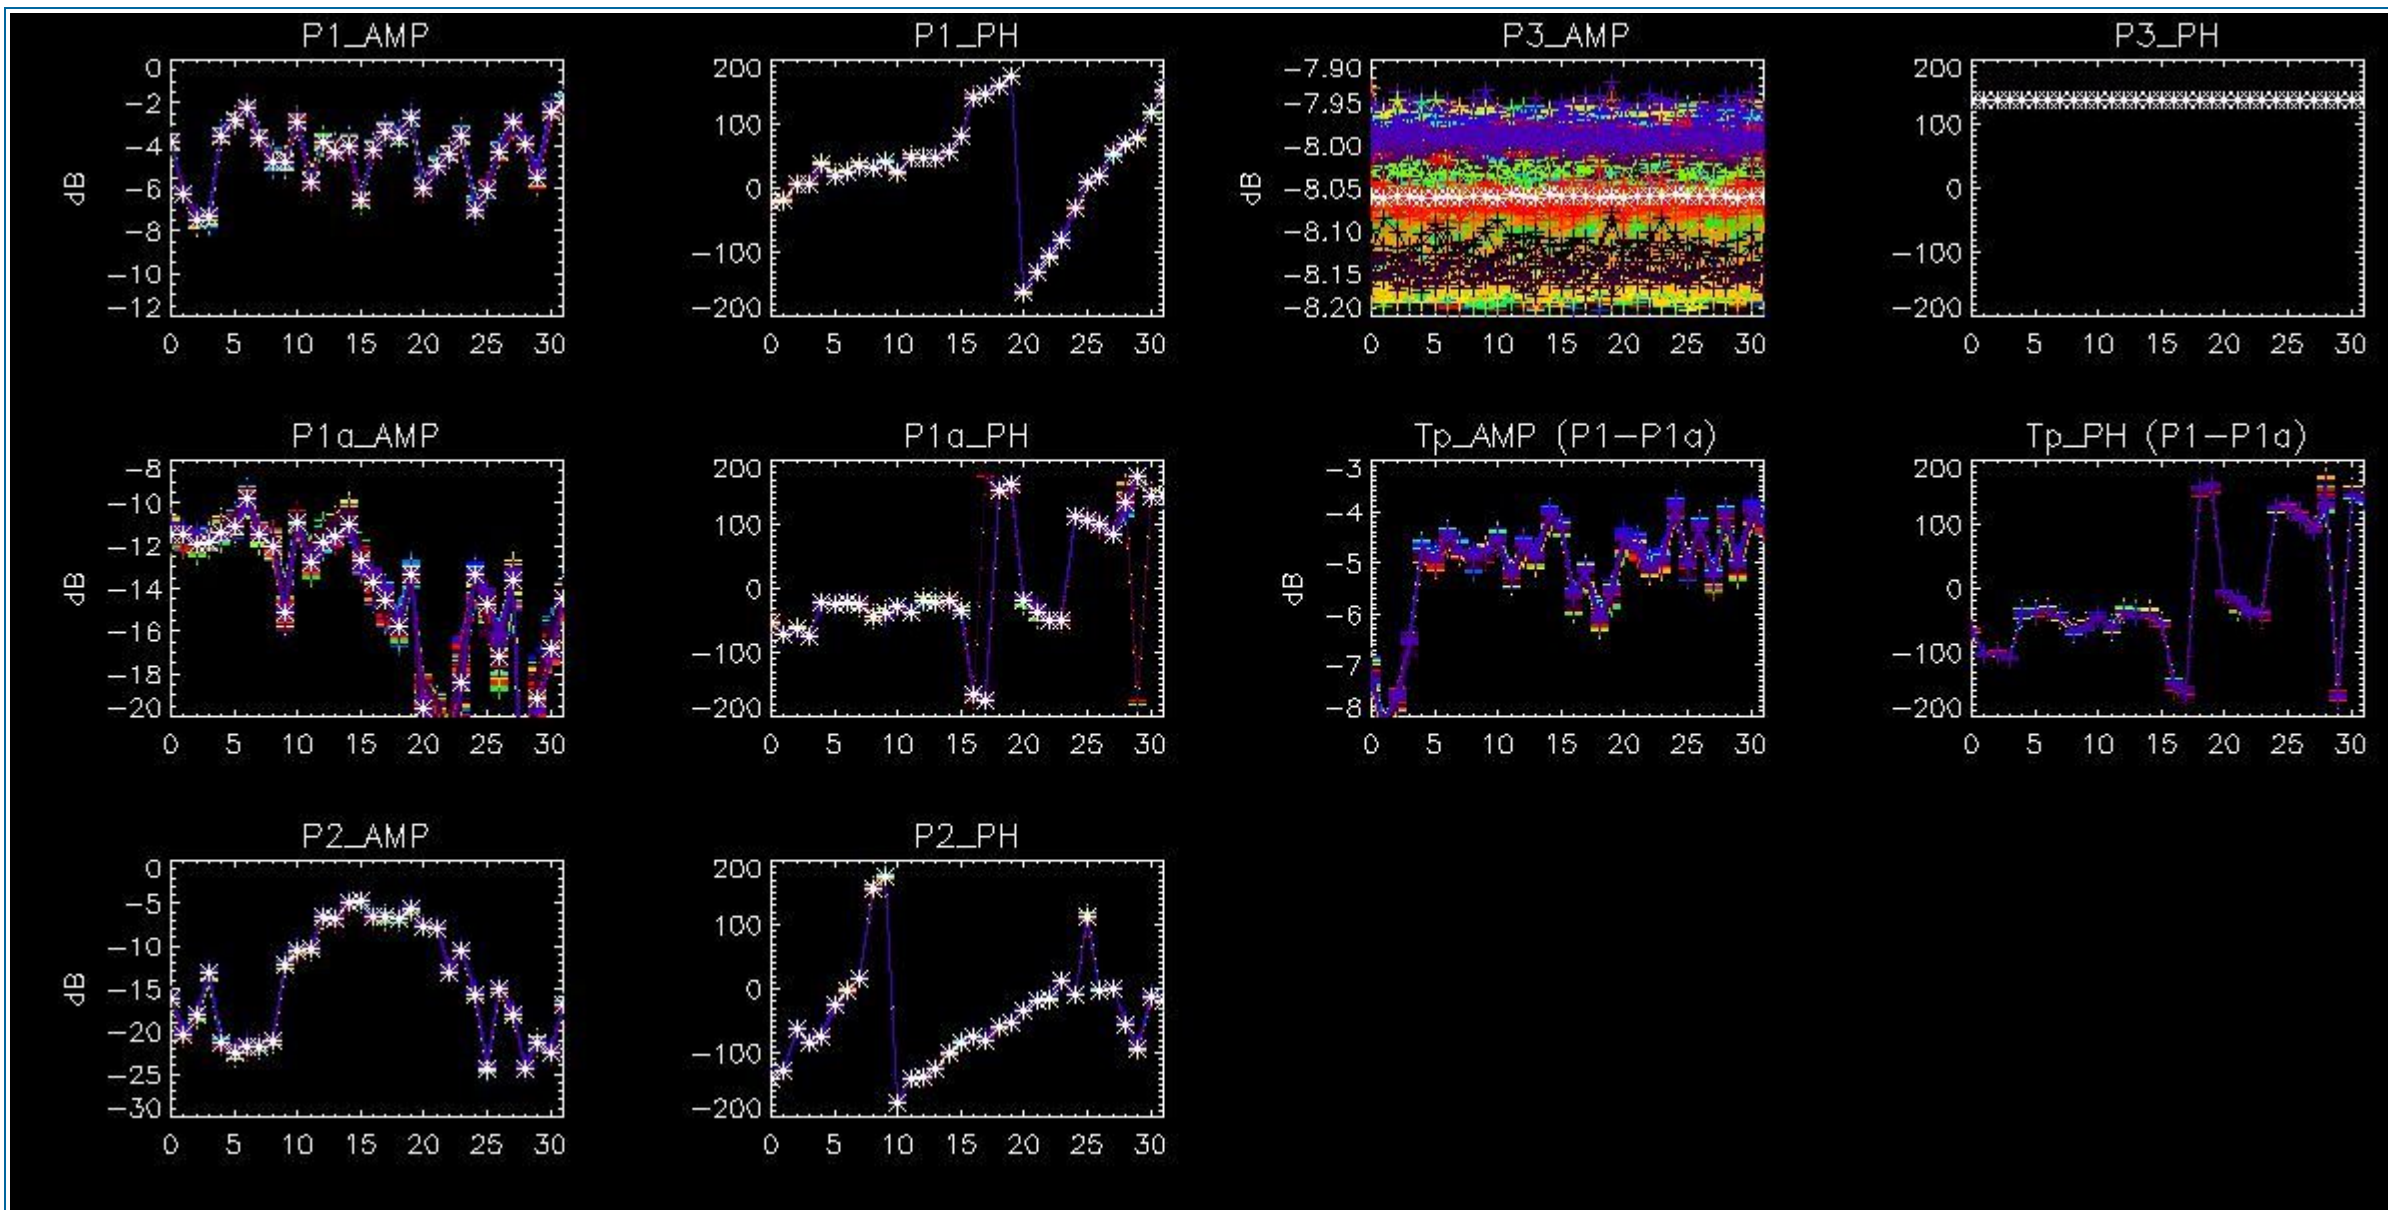 P1_AMP P1_PH P3_AMP P3_PH
0 200 −7.90 200
−2 −7.95
100 100
−4 −8.00
dB 0 dB −8.05 0
−6
−8 −8.10
−100 −100
−10 −8.15
−12 −200 −8.20 −200
0 5 10 15 20 25 30 0 5 10 15 20 25 30 0 5 10 15 20 25 30 0 5 10 15 20 25 30
P1a_AMP P1a_PH Tp_AMP (P1−P1a) Tp_PH (P1−P1a)
−8 200 −3 200
−10
100 −4 100
−12
dB −14 0 dB −5 0
−16 −6
−100 −100
−18 −7
−20 −200 −8 −200
0 5 10 15 20 25 30 0 5 10 15 20 25 30 0 5 10 15 20 25 30 0 5 10 15 20 25 30
P2_AMP P2_PH
0 200
−5
100
−10
dB −15 0
−20
−100
−25
−30 −200
0 5 10 15 20 25 30 0 5 10 15 20 25 30